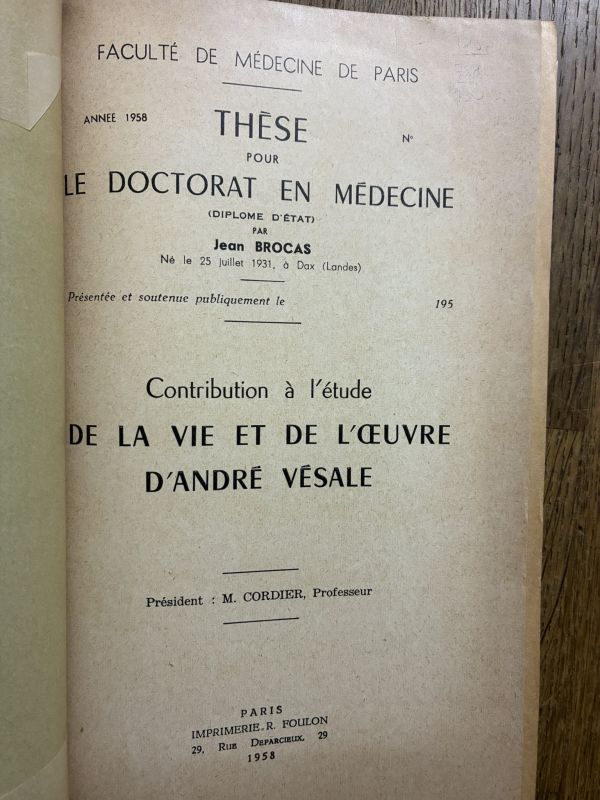 FACULTÉ DE MÉDECINE DE PARIS
ANNEE 1958
THÈSE
N°
POUR
LE DOCTORAT EN MÉDECINE
(DIPLOME D'ÉTAT)
PAR
Jean BROCAS
Né le 25 juillet 1931, à Dax (Landes)
Présentée et soutenue publiquement le 195
Contribution à l'étude
DE LA VIE ET DE L'ŒUVRE
D'ANDRÉ VÉSALE
Président : M. CORDIER, Professeur
PARIS
IMPRIMERIE R. FOULON
29, RUE DEPARCIEUX, 29
1958